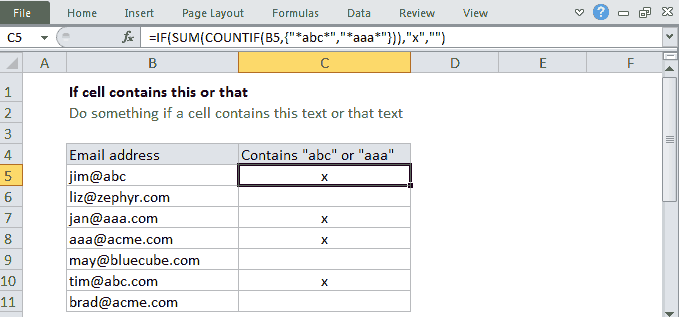 File Home Insert Page Layout Formulas Data Review View
C5 fx =IF(SUM(COUNTIF(B5,{"*abc*","*aaa*"})),"x","")
A B C D E F
1 If cell contains this or that
2 Do something if a cell contains this text or that text
3
4 Email address Contains "abc" or "aaa"
5 jim@abc x
6 liz@zephyr.com
7 jan@aaa.com x
8 aaa@acme.com x
9 may@bluecube.com
10 tim@abc.com x
11 brad@acme.com